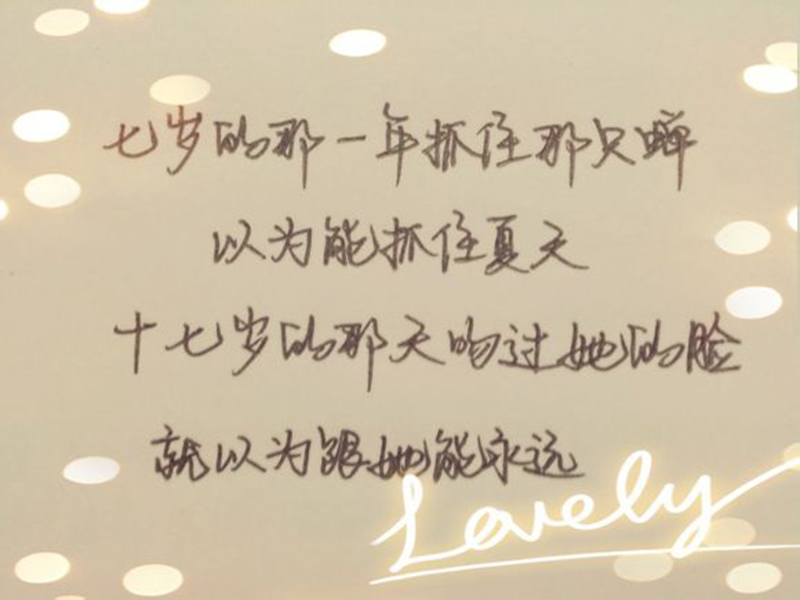 七岁的那一年抓住那只蝉
以为能抓住夏天
十七岁的那天吻过她的脸
就以为跟她能永远
Lovely